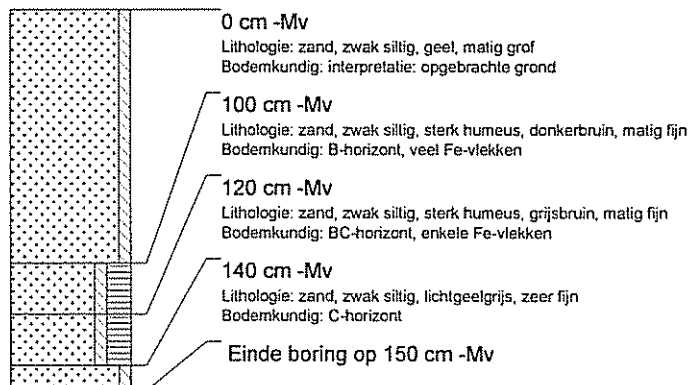 0 cm -Mv
Lithologie: zand, zwak siltig, geel, matig grof
Bodemkundig: interpretatie: opgebrachte grond
100 cm -Mv
Lithologie: zand, zwak siltig, sterk humeus, donkerbruin, matig fijn
Bodemkundig: B-horizont, veel Fe-vlekken
120 cm -Mv
Lithologie: zand, zwak siltig, sterk humeus, grijsbruin, matig fijn
Bodemkundig: BC-horizont, enkele Fe-vlekken
140 cm -Mv
Lithologie: zand, zwak siltig, lichtgeelgrijs, zeer fijn
Bodemkundig: C-horizont
Einde boring op 150 cm -Mv